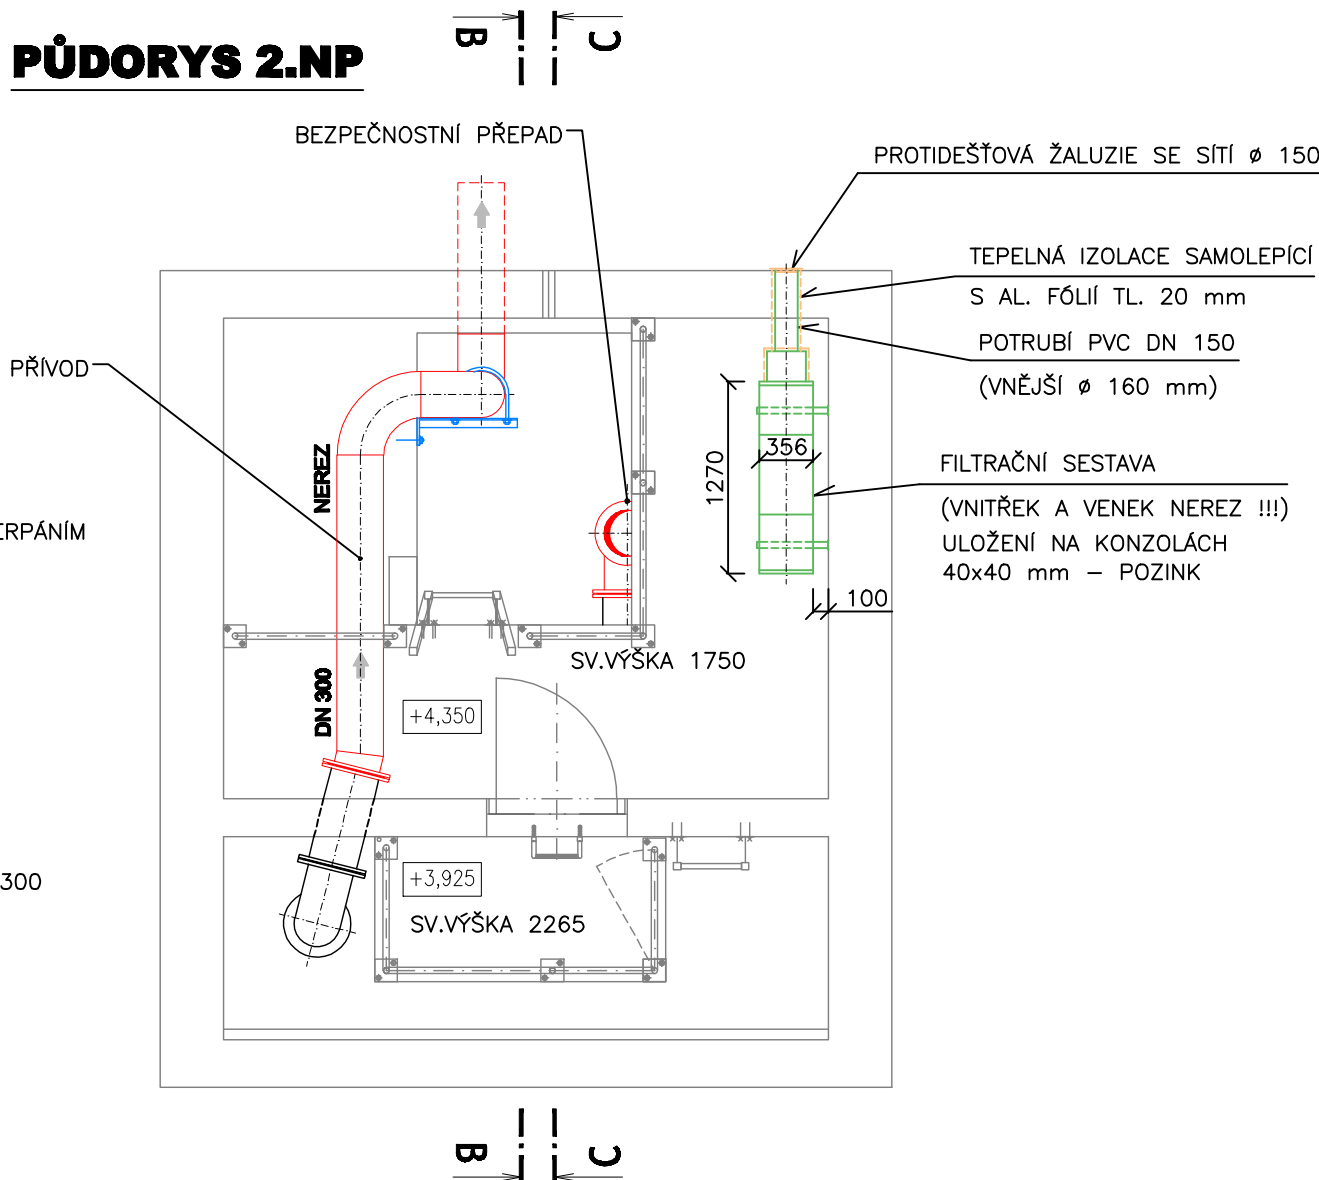 B
C
PŮDORYS 2.NP
BEZPEČNOSTNÍ PŘEPAD
PROTIDEŠŤOVÁ ŽALUZIE SE SÍTÍ ø 150
TEPELNÁ IZOLACE SAMOLEPÍCÍ
S AL. FÓLIÍ TL. 20 mm
POTRUBÍ PVC DN 150
(VNĚJŠÍ ø 160 mm)
PŘÍVOD
NEREZ
1270
356
FILTRAČNÍ SESTAVA
(VNITŘEK A VENEK NEREZ !!!)
ULOŽENÍ NA KONZOLÁCH
40x40 mm – POZINK
ERPÁNÍM
100
SV.VÝŠKA 1750
DN 300
+4,350
+3,925
300
SV.VÝŠKA 2265
B
C